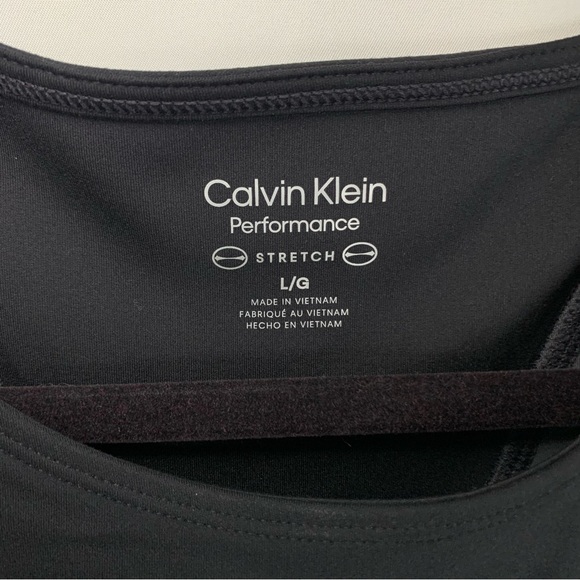 Calvin Klein
Performance
STRETCH
L/G
MADE IN VIETNAM
FABRIQUÉ AU VIETNAM
HECHO EN VIETNAM